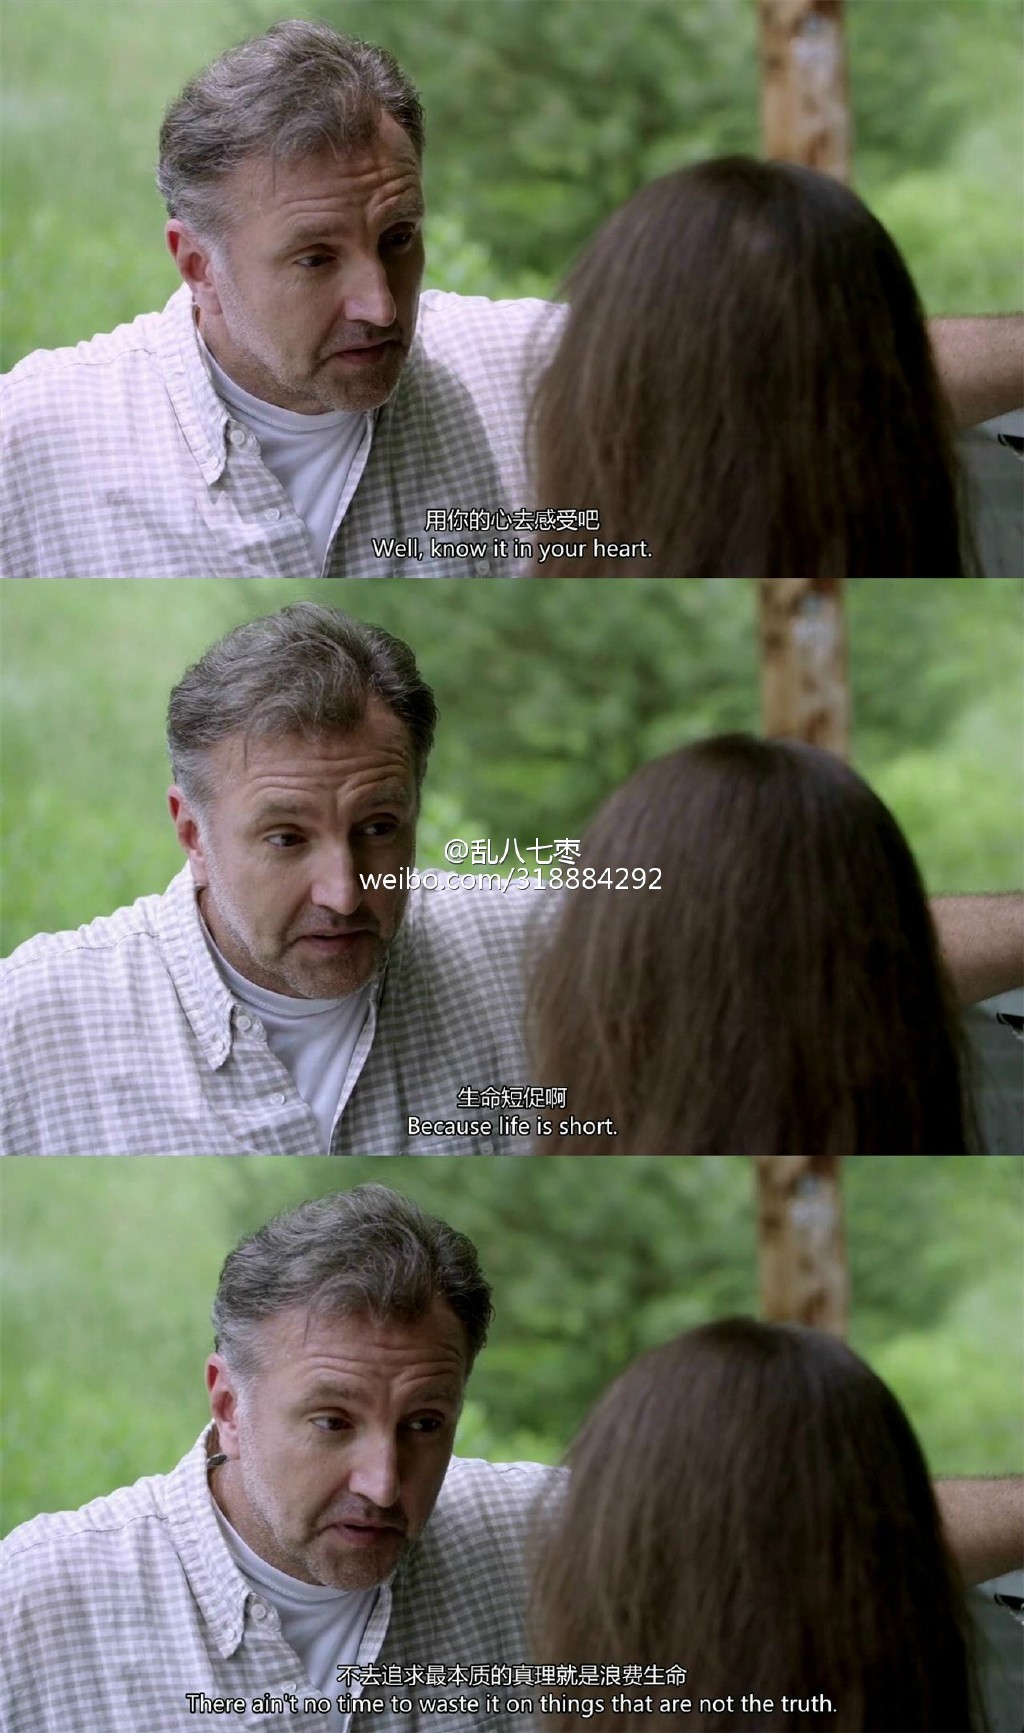 用你的心去感受吧
Well, know it in your heart.
@乱八七枣
weibo.com/318884292
生命短促啊
Because life is short.
不去追求最本质的真理就是浪费生命
There ain't no time to waste it on things that are not the truth.